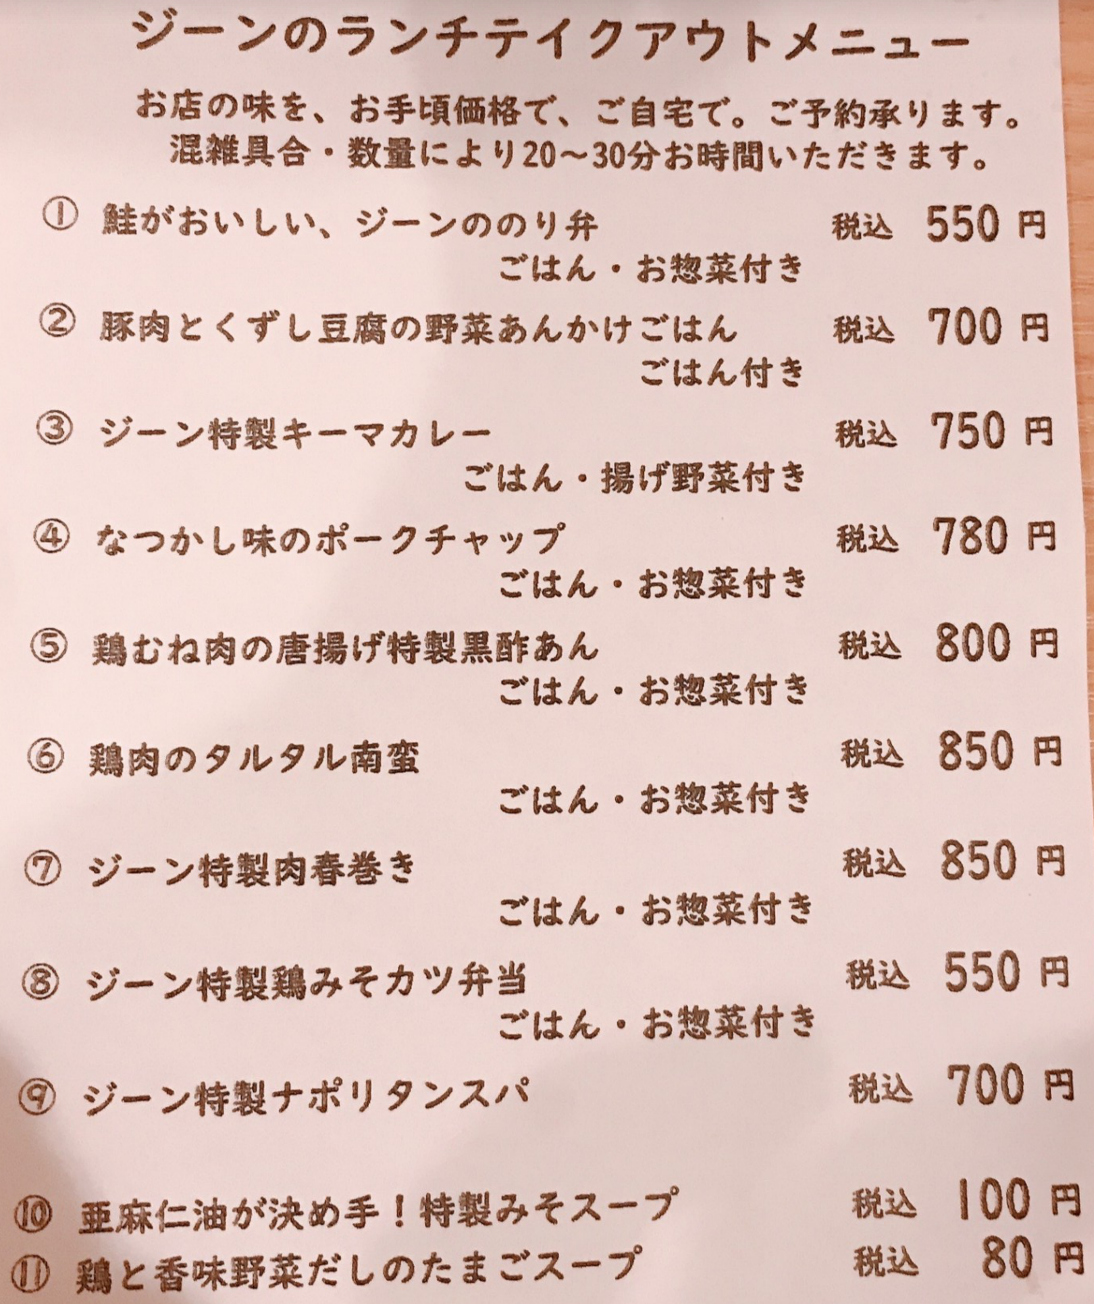 ジーンのランチテイクアウトメニュー
お店の味を、お手頃価格で、ご自宅で。ご予約承ります。
混雑具合・数量により20～30分お時間いただきます。
① 鮭がおいしい、ジーンののり弁 税込 550 円
ごはん・お惣菜付き
② 豚肉とくずし豆腐の野菜あんかけごはん 税込 700 円
ごはん付き
③ ジーン特製キーマカレー 税込 750 円
ごはん・揚げ野菜付き
④ なつかし味のポークチャップ 税込 780 円
ごはん・お惣菜付き
⑤ 鶏むね肉の唐揚げ特製黒酢あん 税込 800 円
ごはん・お惣菜付き
⑥ 鶏肉のタルタル南蛮 税込 850 円
ごはん・お惣菜付き
⑦ ジーン特製肉春巻き 税込 850 円
ごはん・お惣菜付き
⑧ ジーン特製鶏みそカツ弁当 税込 550 円
ごはん・お惣菜付き
⑨ ジーン特製ナポリタンスパ 税込 700 円
⑩ 亜麻仁油が決め手！特製みそスープ 税込 100 円
⑪ 鶏と香味野菜だしのたまごスープ 税込 80 円